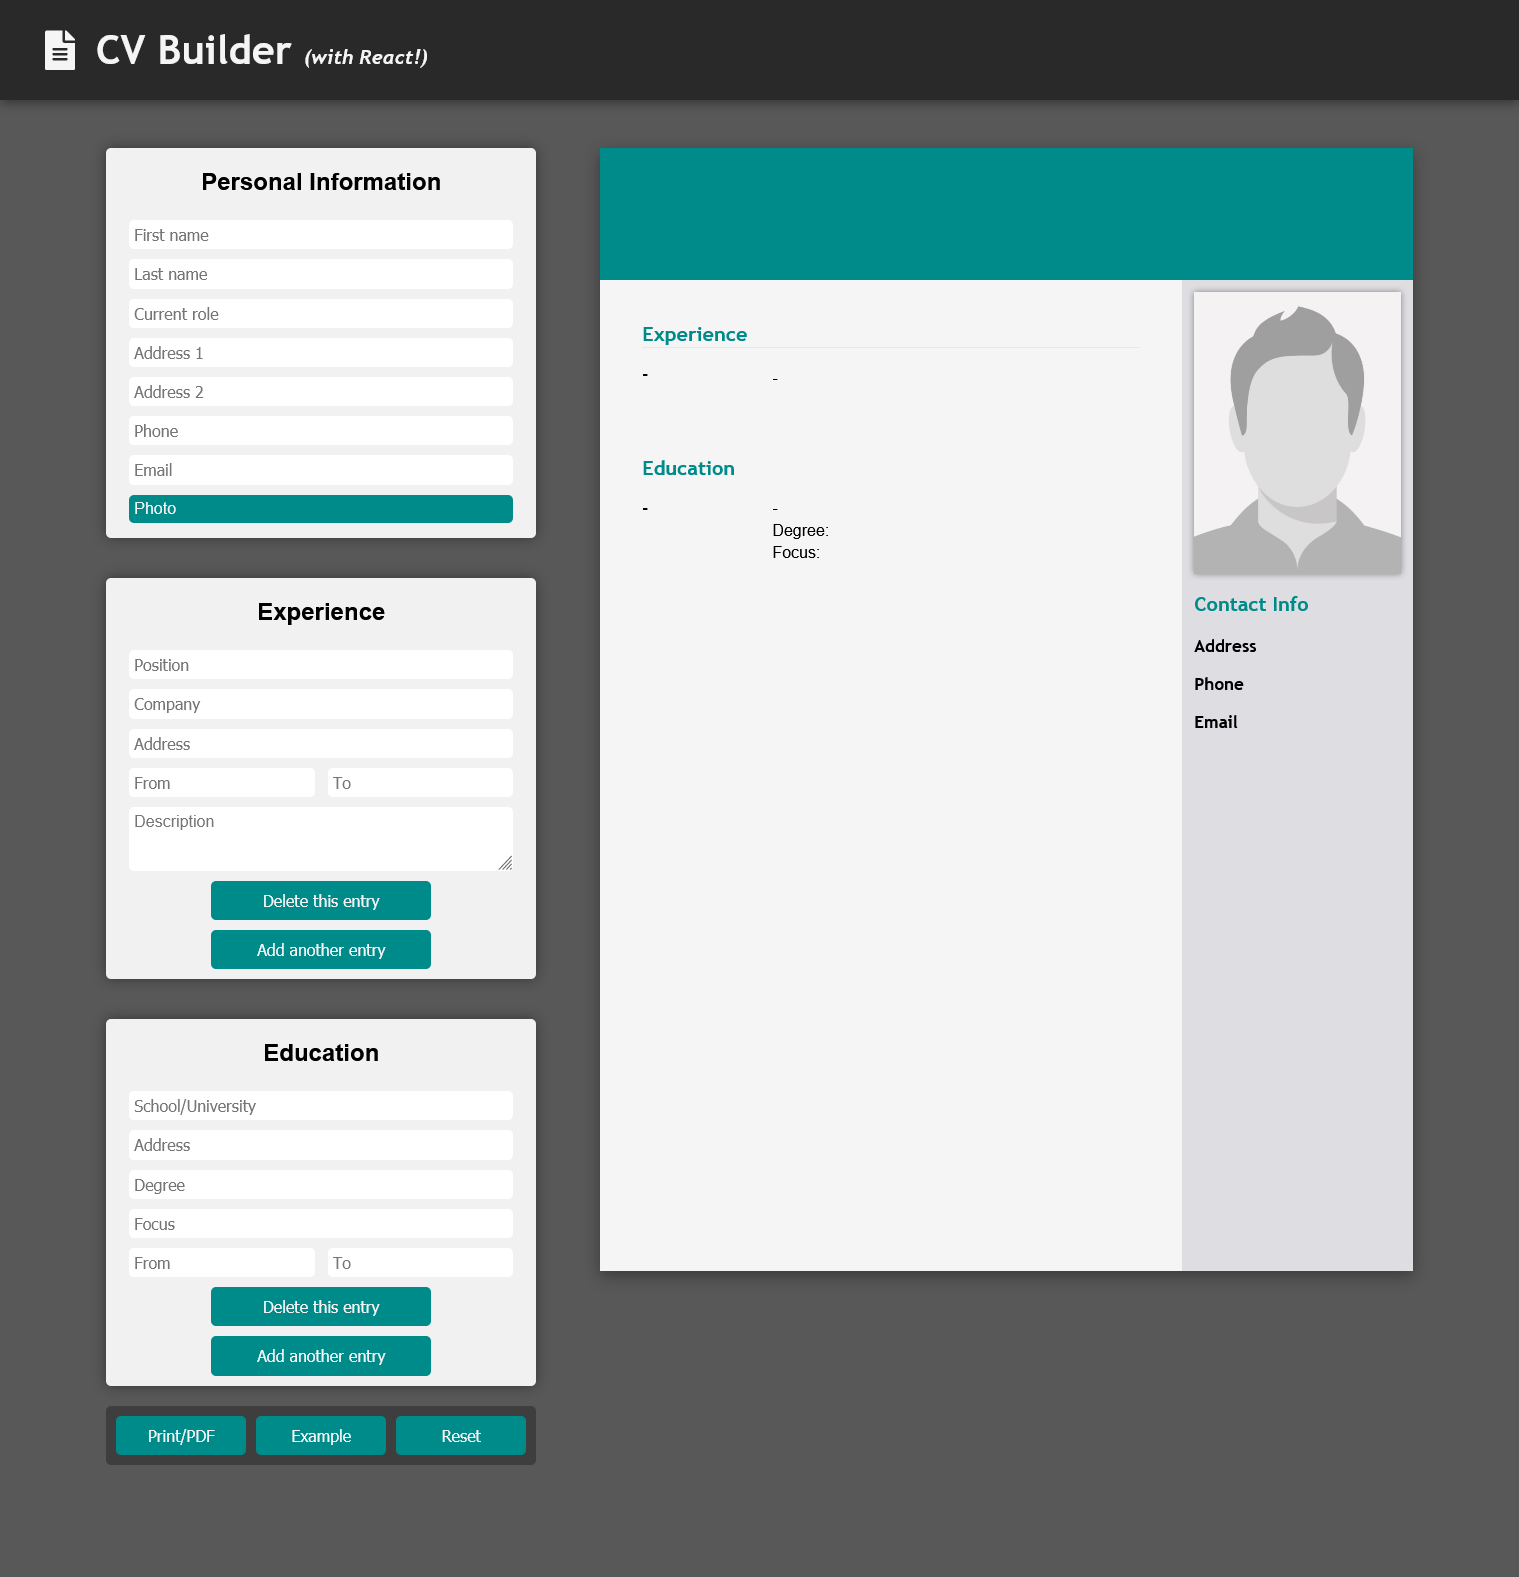 CV Builder (with React!)
Personal Information
First name
Last name
Current role
Address 1
Address 2
Phone
Email
Photo
Experience
Position
Company
Address
From To
Description
Delete this entry
Add another entry
Education
School/University
Address
Degree
Focus
From To
Delete this entry
Add another entry
Print/PDF Example Reset
Experience
- -
Education
- -
Degree:
Focus:
Contact Info
Address
Phone
Email